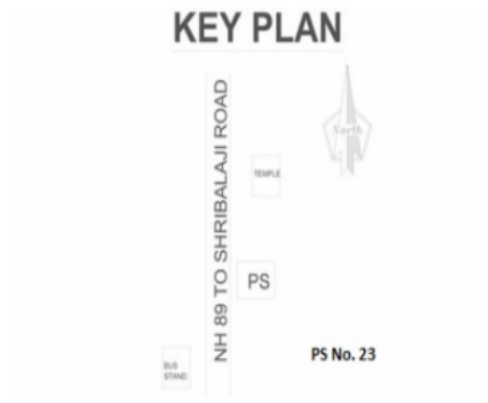 KEY PLAN
North
NH 89 TO SHRIBALAJI ROAD
TEMPLE
PS
PS No. 23
BUS
STAND